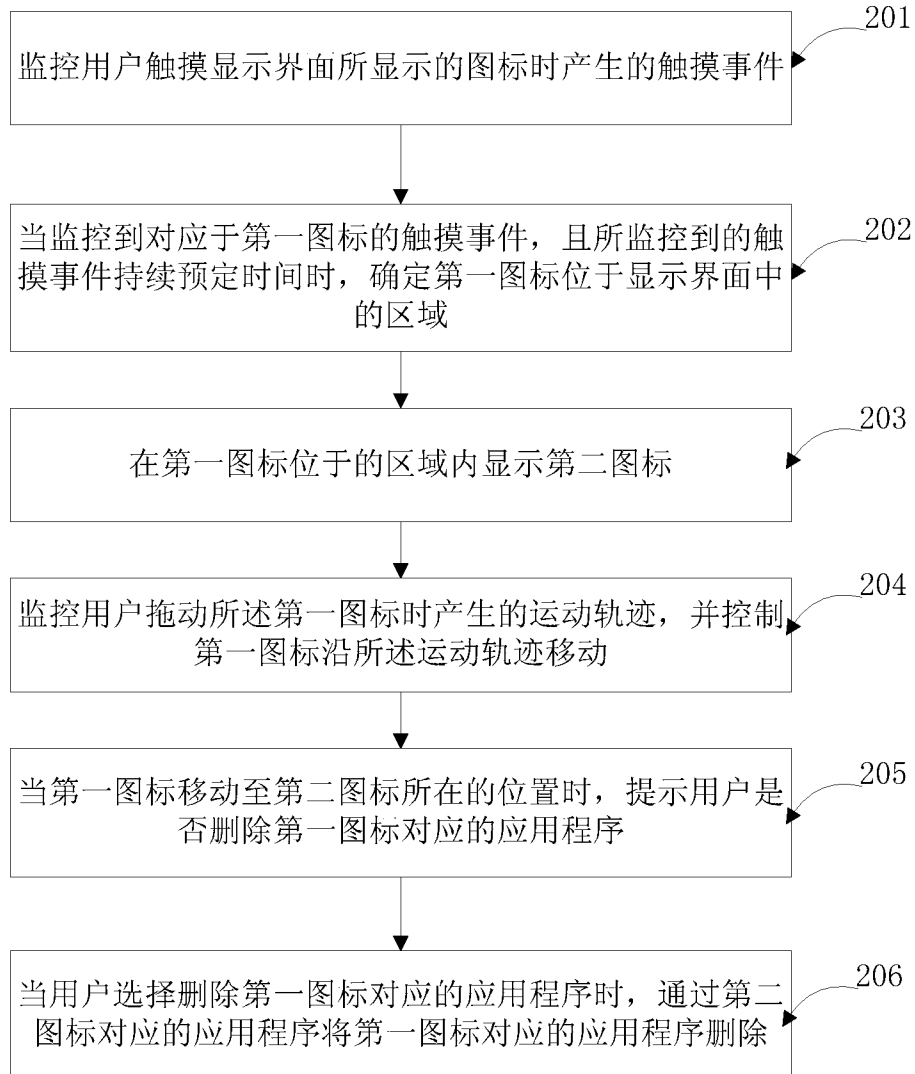 201
监控用户触摸显示界面所显示的图标时产生的触摸事件
202
当监控到对应于第一图标的触摸事件，且所监控到的触
摸事件持续预定时间时，确定第一图标位于显示界面中
的区域
203
在第一图标位于的区域内显示第二图标
204
监控用户拖动所述第一图标时产生的运动轨迹，并控制
第一图标沿所述运动轨迹移动
205
当第一图标移动至第二图标所在的位置时，提示用户是
否删除第一图标对应的应用程序
206
当用户选择删除第一图标对应的应用程序时，通过第二
图标对应的应用程序将第一图标对应的应用程序删除